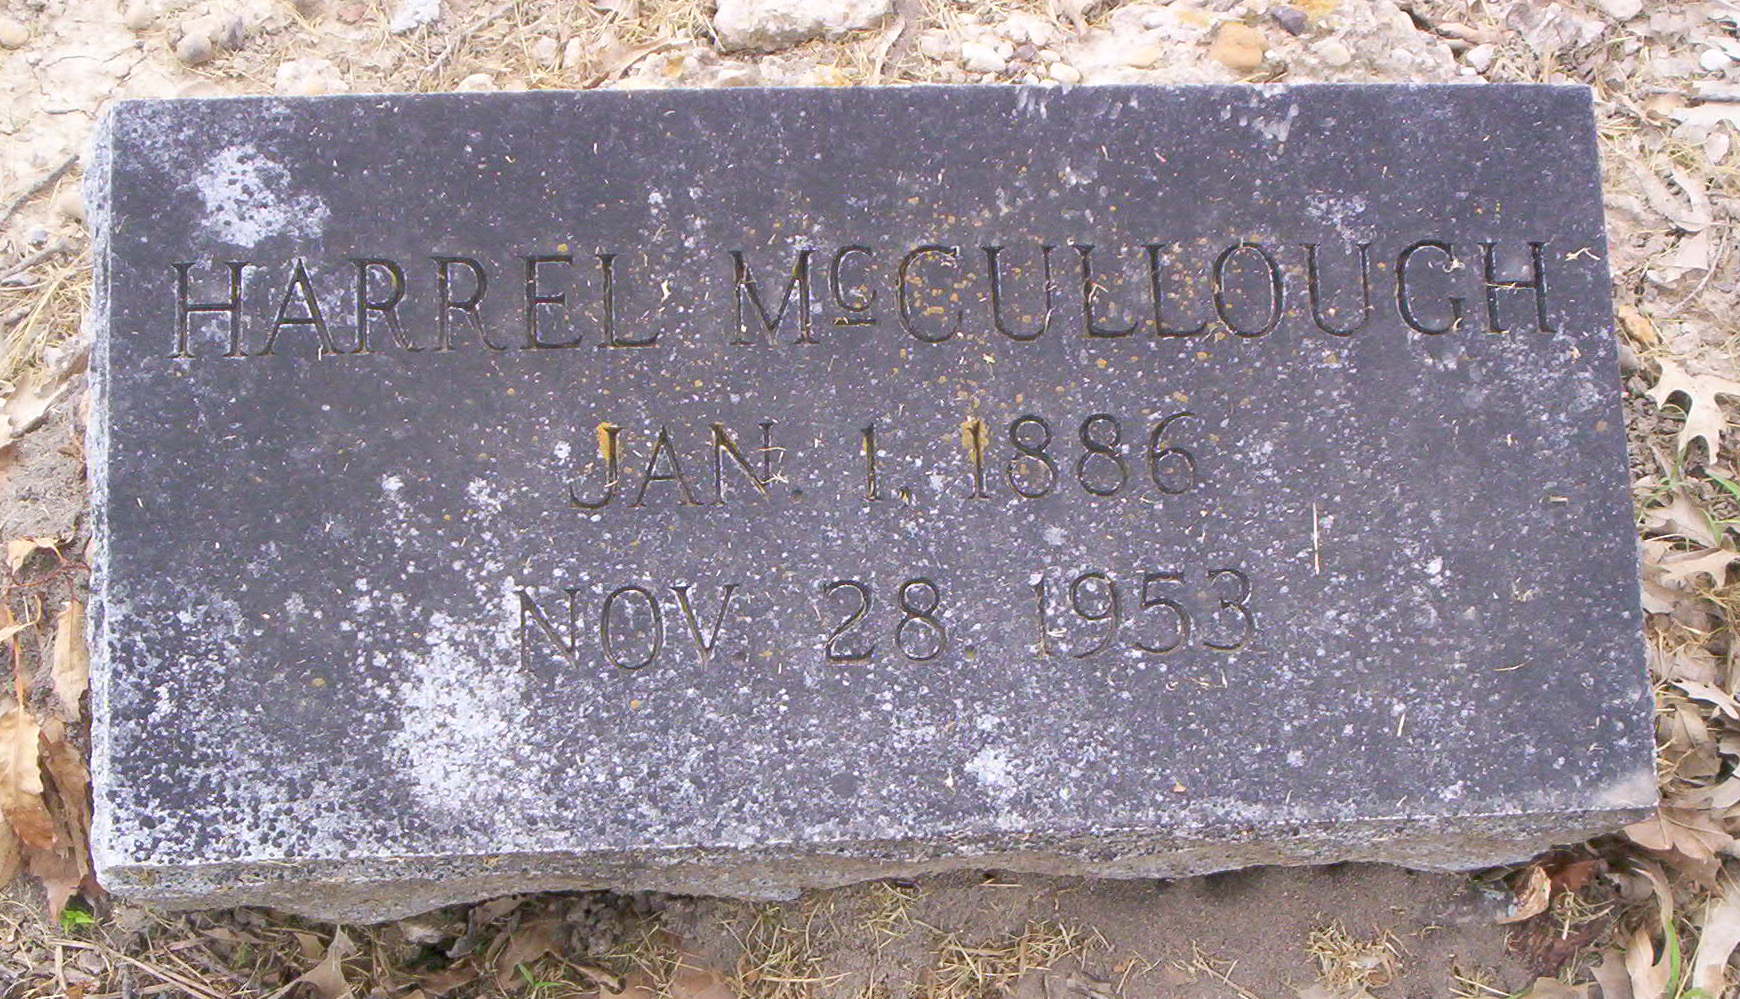 HARREL McCULLOUGH
JAN. 1, 1886
NOV. 28 1953